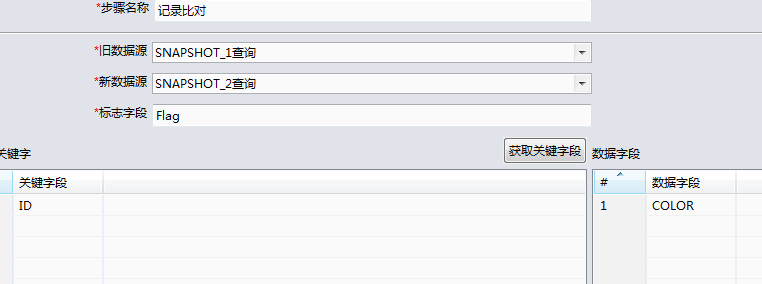 *步骤名称 记录比对
*旧数据源 SNAPSHOT_1查询
*新数据源 SNAPSHOT_2查询
*标志字段 Flag
关键字 获取关键字段 数据字段
关键字段 # 数据字段
ID 1 COLOR